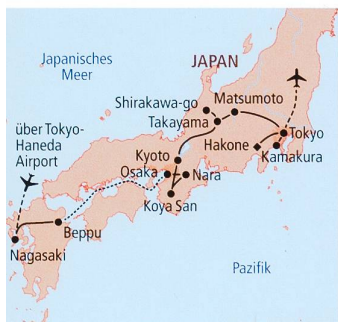 Japanisches
Meer
JAPAN
Shirakawa-go
Matsumoto
Takayama
über Tokyo-
Haneda
Airport
Tokyo
Hakone
Kamakura
Kyoto
Osaka
Nara
Koya San
Beppu
Nagasaki
Pazifik